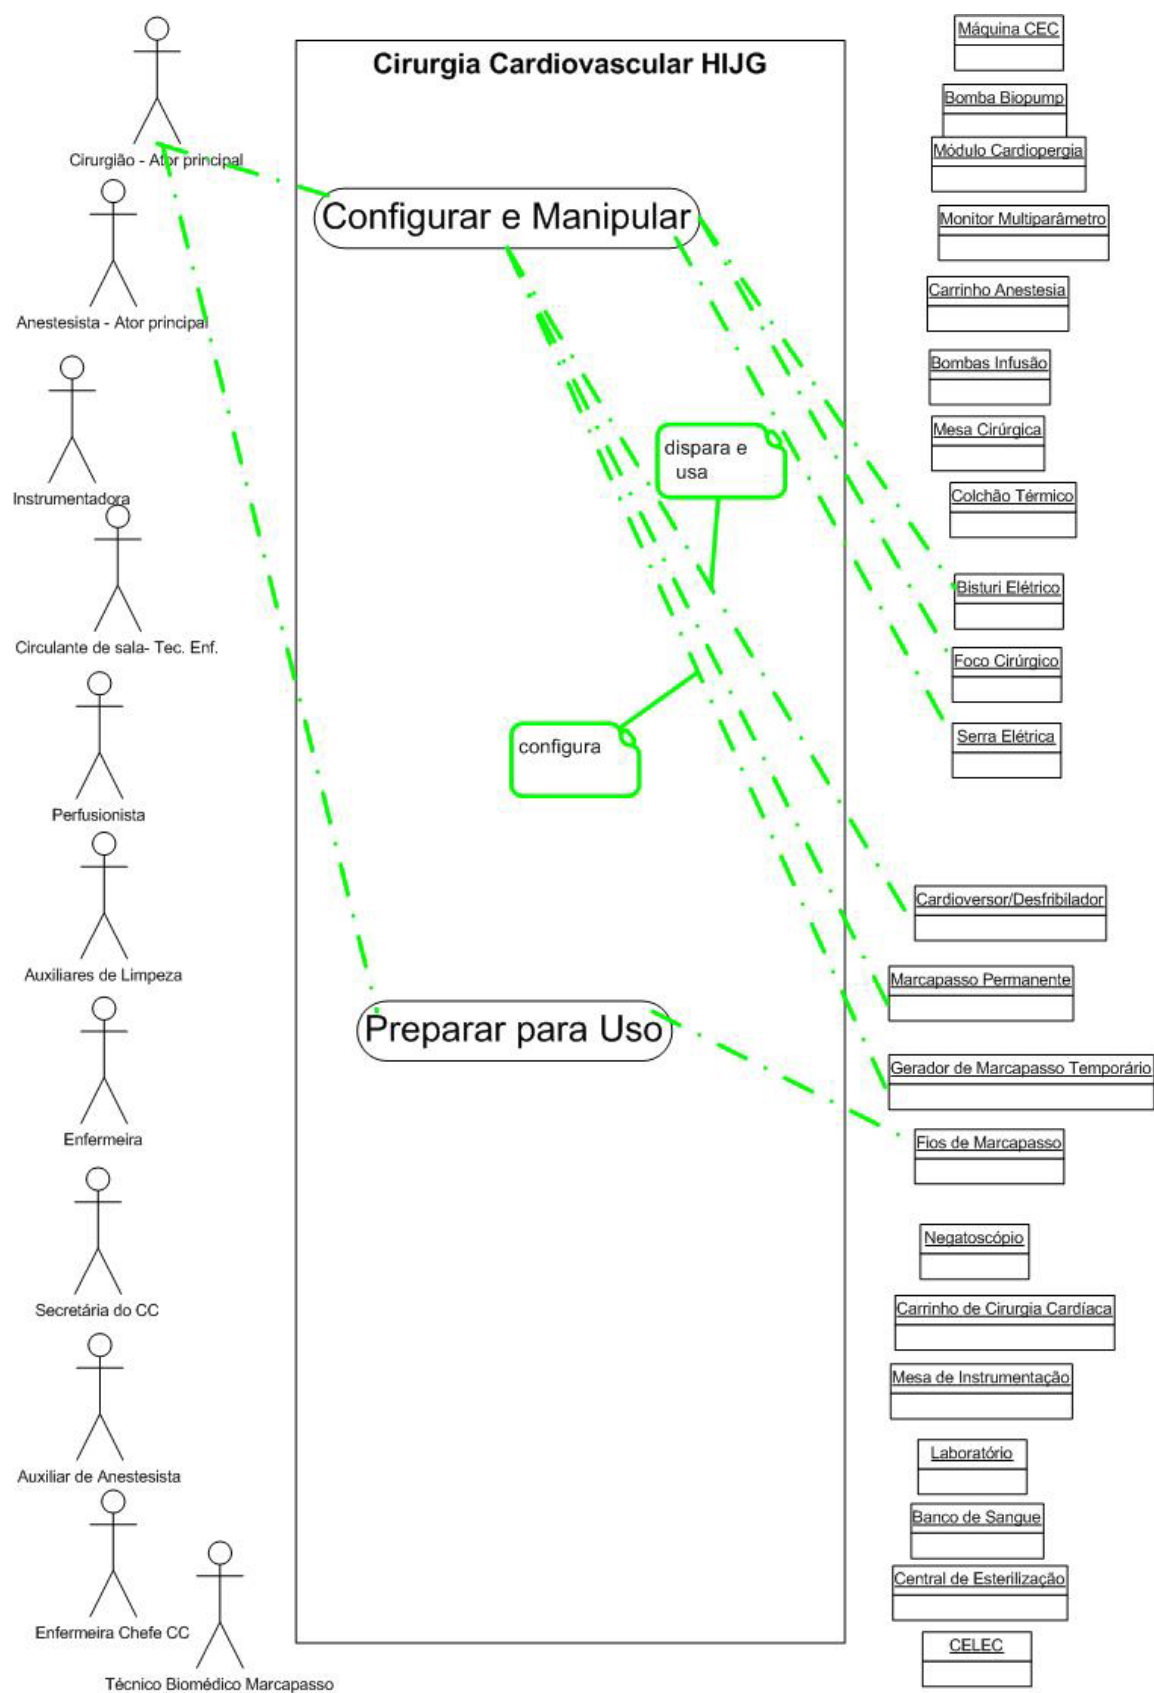 Cirurgia Cardiovascular HIJG
Cirurgião - Ator principal
Anestesista - Ator principal
Instrumentadora
Circulante de sala- Tec. Enf.
Perfusionista
Auxiliares de Limpeza
Enfermeira
Secretária do CC
Auxiliar de Anestesista
Enfermeira Chefe CC
Técnico Biomédico Marcapasso
Configurar e Manipular
dispara e
usa
configura
Preparar para Uso
Máquina CEC
Bomba Biopump
Módulo Cardiopergia
Monitor Multiparâmetro
Carrinho Anestesia
Bombas Infusão
Mesa Cirúrgica
Colchão Térmico
Bisturi Elétrico
Foco Cirúrgico
Serra Elétrica
Cardioversor/Desfribilador
Marcapasso Permanente
Gerador de Marcapasso Temporário
Fios de Marcapasso
Negatoscópio
Carrinho de Cirurgia Cardíaca
Mesa de Instrumentação
Laboratório
Banco de Sangue
Central de Esterilização
CELEC